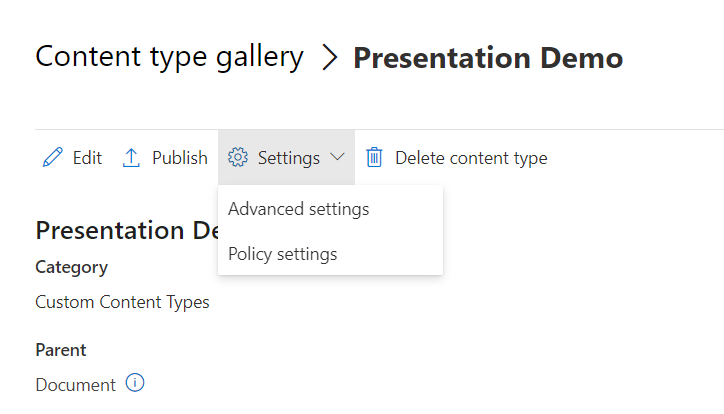 Content type gallery > Presentation Demo
Edit Publish Settings Delete content type
Advanced settings
Presentation De
Policy settings
Category
Custom Content Types
Parent
Document